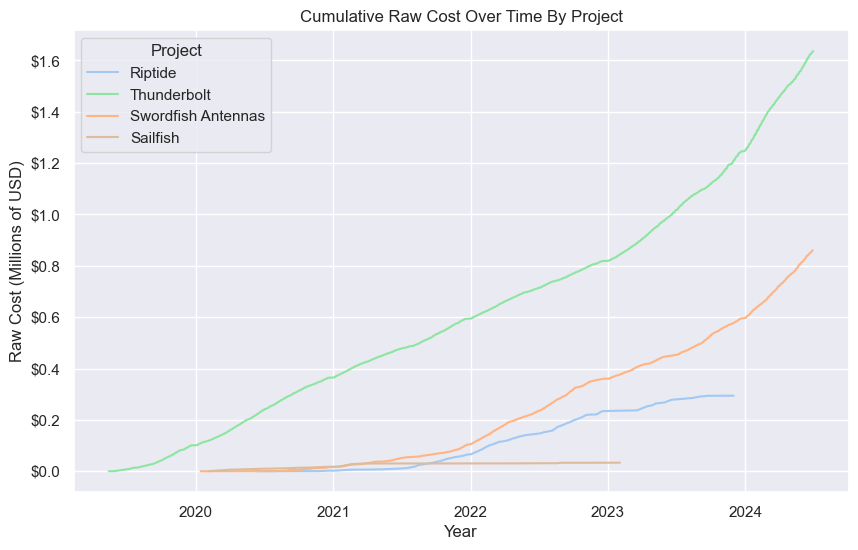 Cumulative Raw Cost Over Time By Project
Project
Riptide
Thunderbolt
Swordfish Antennas
Sailfish
Raw Cost (Millions of USD)
$1.6
$1.4
$1.2
$1.0
$0.8
$0.6
$0.4
$0.2
$0.0
2020 2021 2022 2023 2024
Year